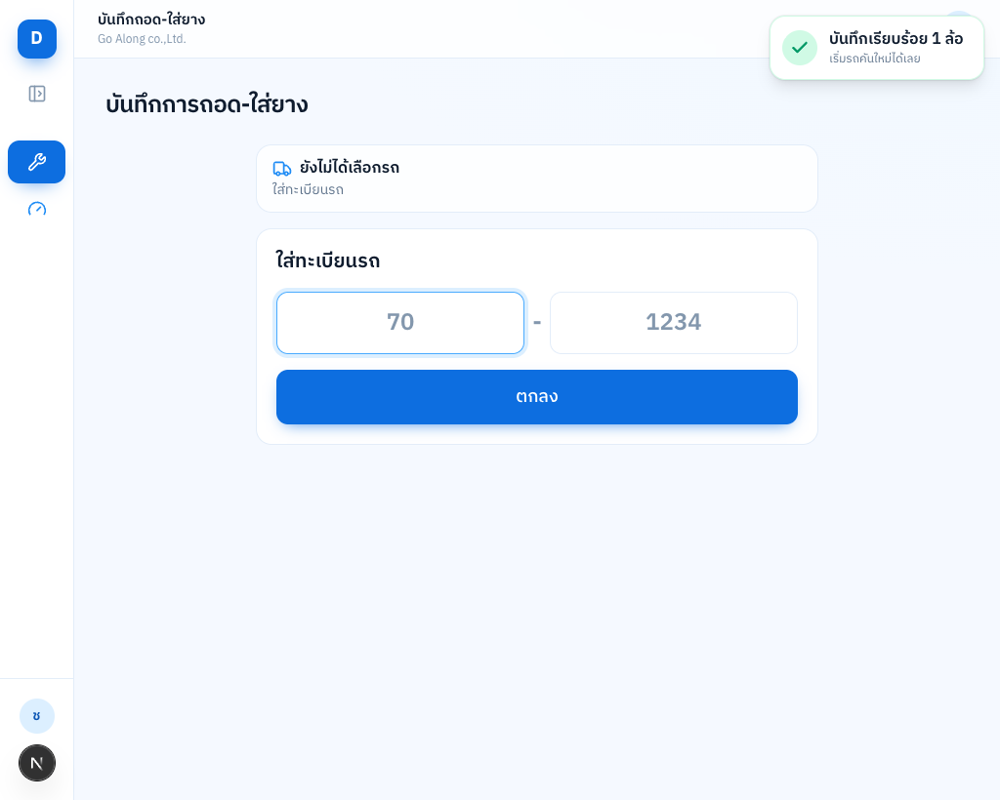 D
บันทึกถอด-ใส่ยาง
Go Along co.,Ltd.
บันทึกเรียบร้อย 1 ล้อ
เริ่มรถคันใหม่ได้เลย
บันทึกการถอด-ใส่ยาง
ยังไม่ได้เลือกรถ
ใส่ทะเบียนรถ
ใส่ทะเบียนรถ
70 - 1234
ตกลง
ช
N